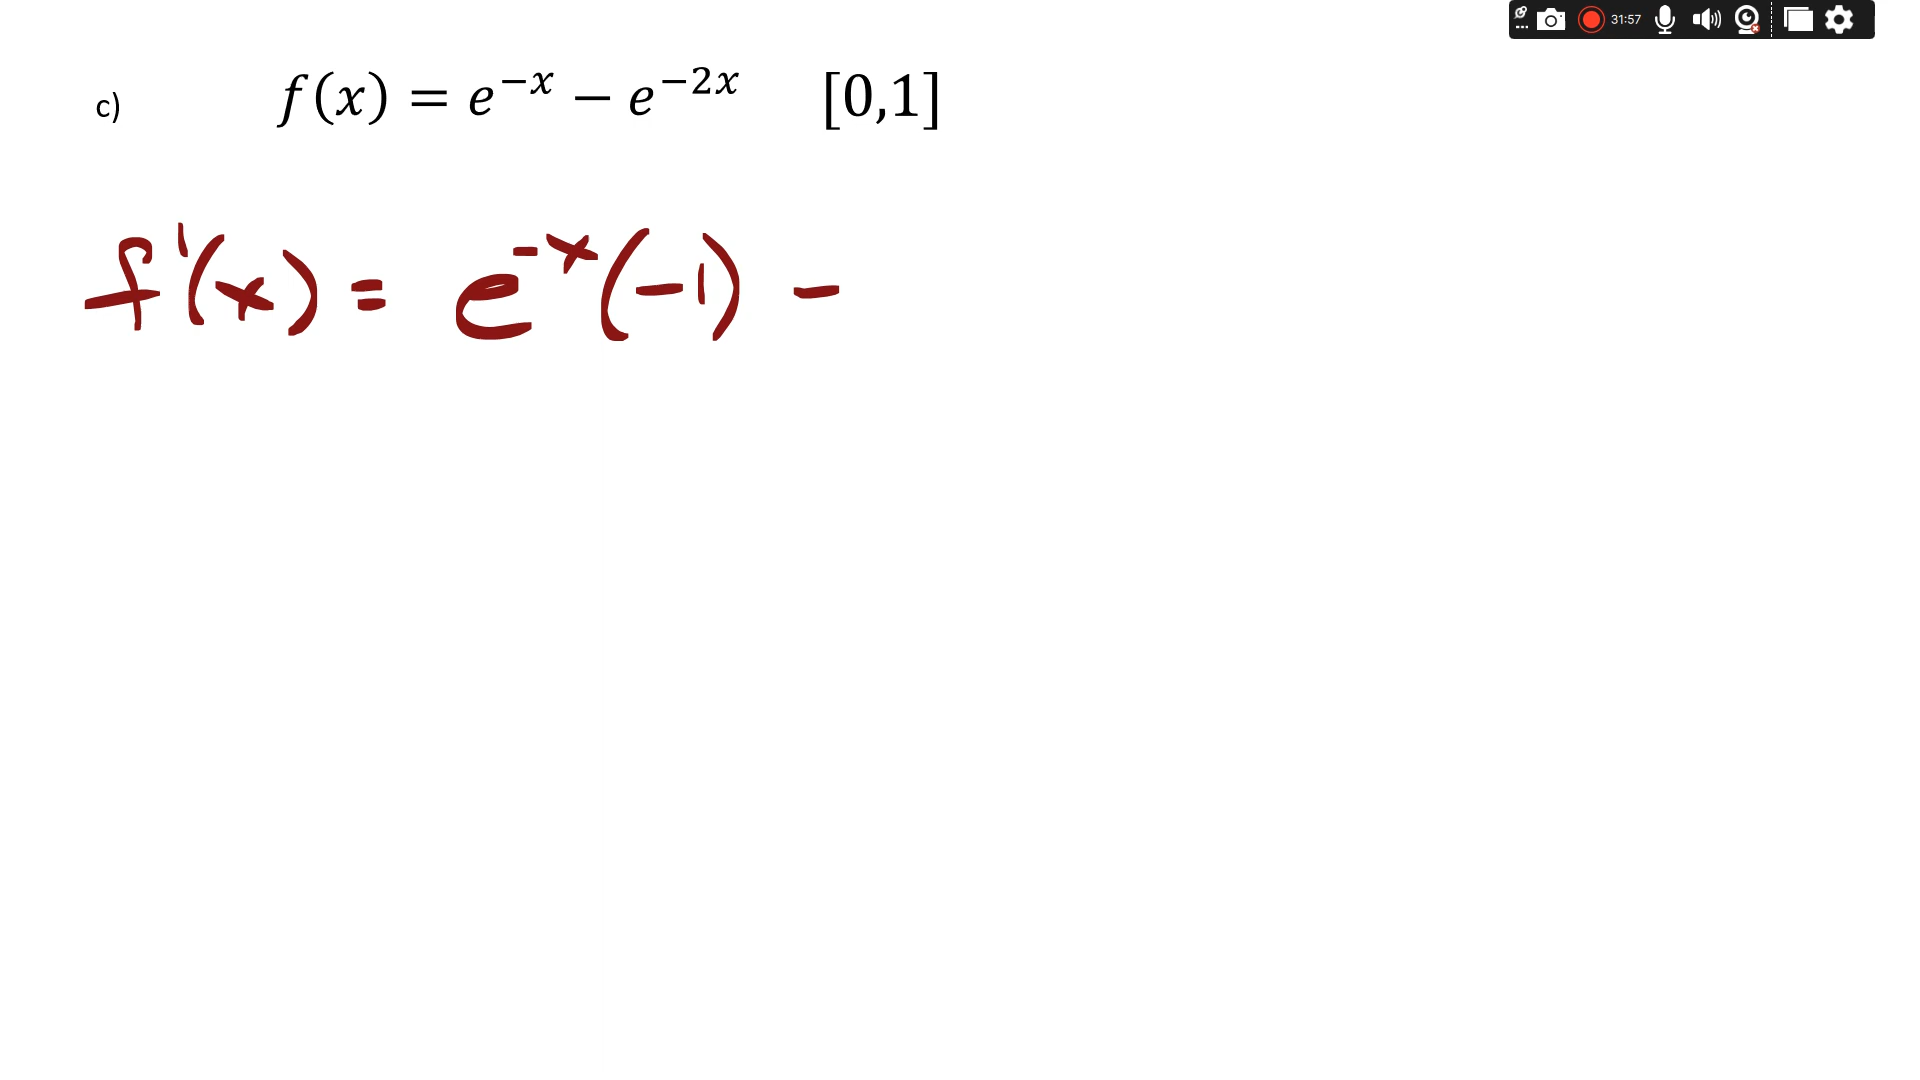 31:57
c) f(x) = e^{-x} − e^{-2x} [0,1]
f'(x) = e^{-x}(-1) -